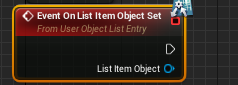 Event On List Item Object Set
From User Object List Entry
List Item Object